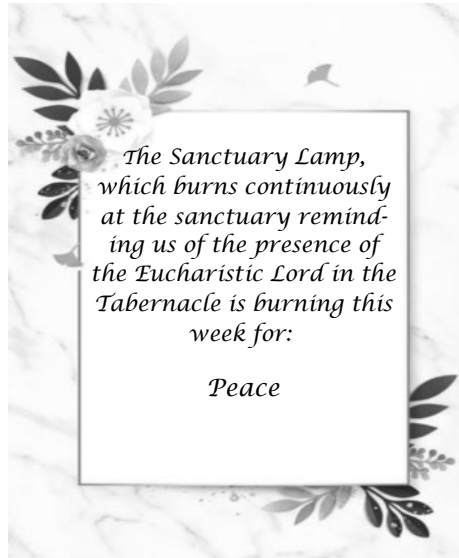 The Sanctuary Lamp,
which burns continuously
at the sanctuary remind-
ing us of the presence of
the Eucharistic Lord in the
Tabernacle is burning this
week for:
Peace